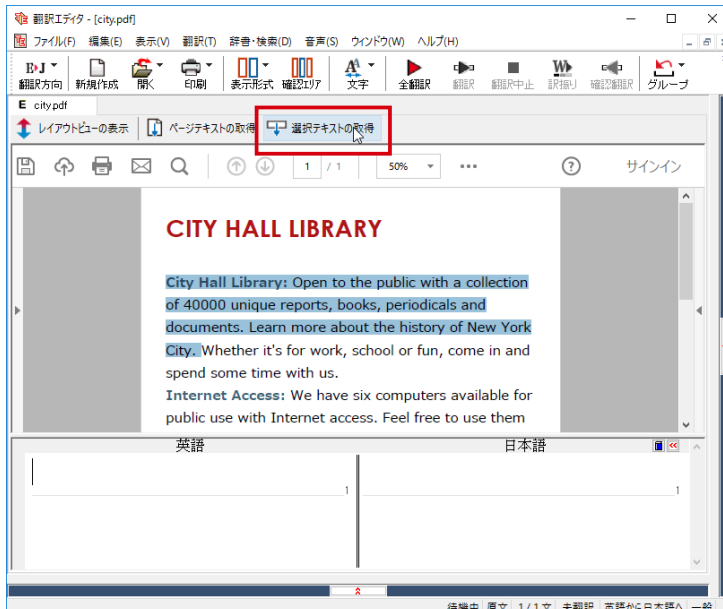 翻訳エディタ - [city.pdf]
ファイル(F) 編集(E) 表示(V) 翻訳(T) 辞書・検索(D) 音声(S) ウィンドウ(W) ヘルプ(H)
E▸J
翻訳方向 新規作成 開く 印刷 表示形式 確認エリア 文字 全翻訳 翻訳 翻訳中止 訳振り 確認翻訳 グループ
E city.pdf
レイアウトビューの表示 ページテキストの取得 選択テキストの取得
1 / 1 50% サインイン
CITY HALL LIBRARY
City Hall Library: Open to the public with a collection
of 40000 unique reports, books, periodicals and
documents. Learn more about the history of New York
City. Whether it's for work, school or fun, come in and
spend some time with us.
Internet Access: We have six computers available for
public use with Internet access. Feel free to use them
英語 日本語
1 1
待機中 原文 1/1文 未翻訳 英語から日本語へ 一般